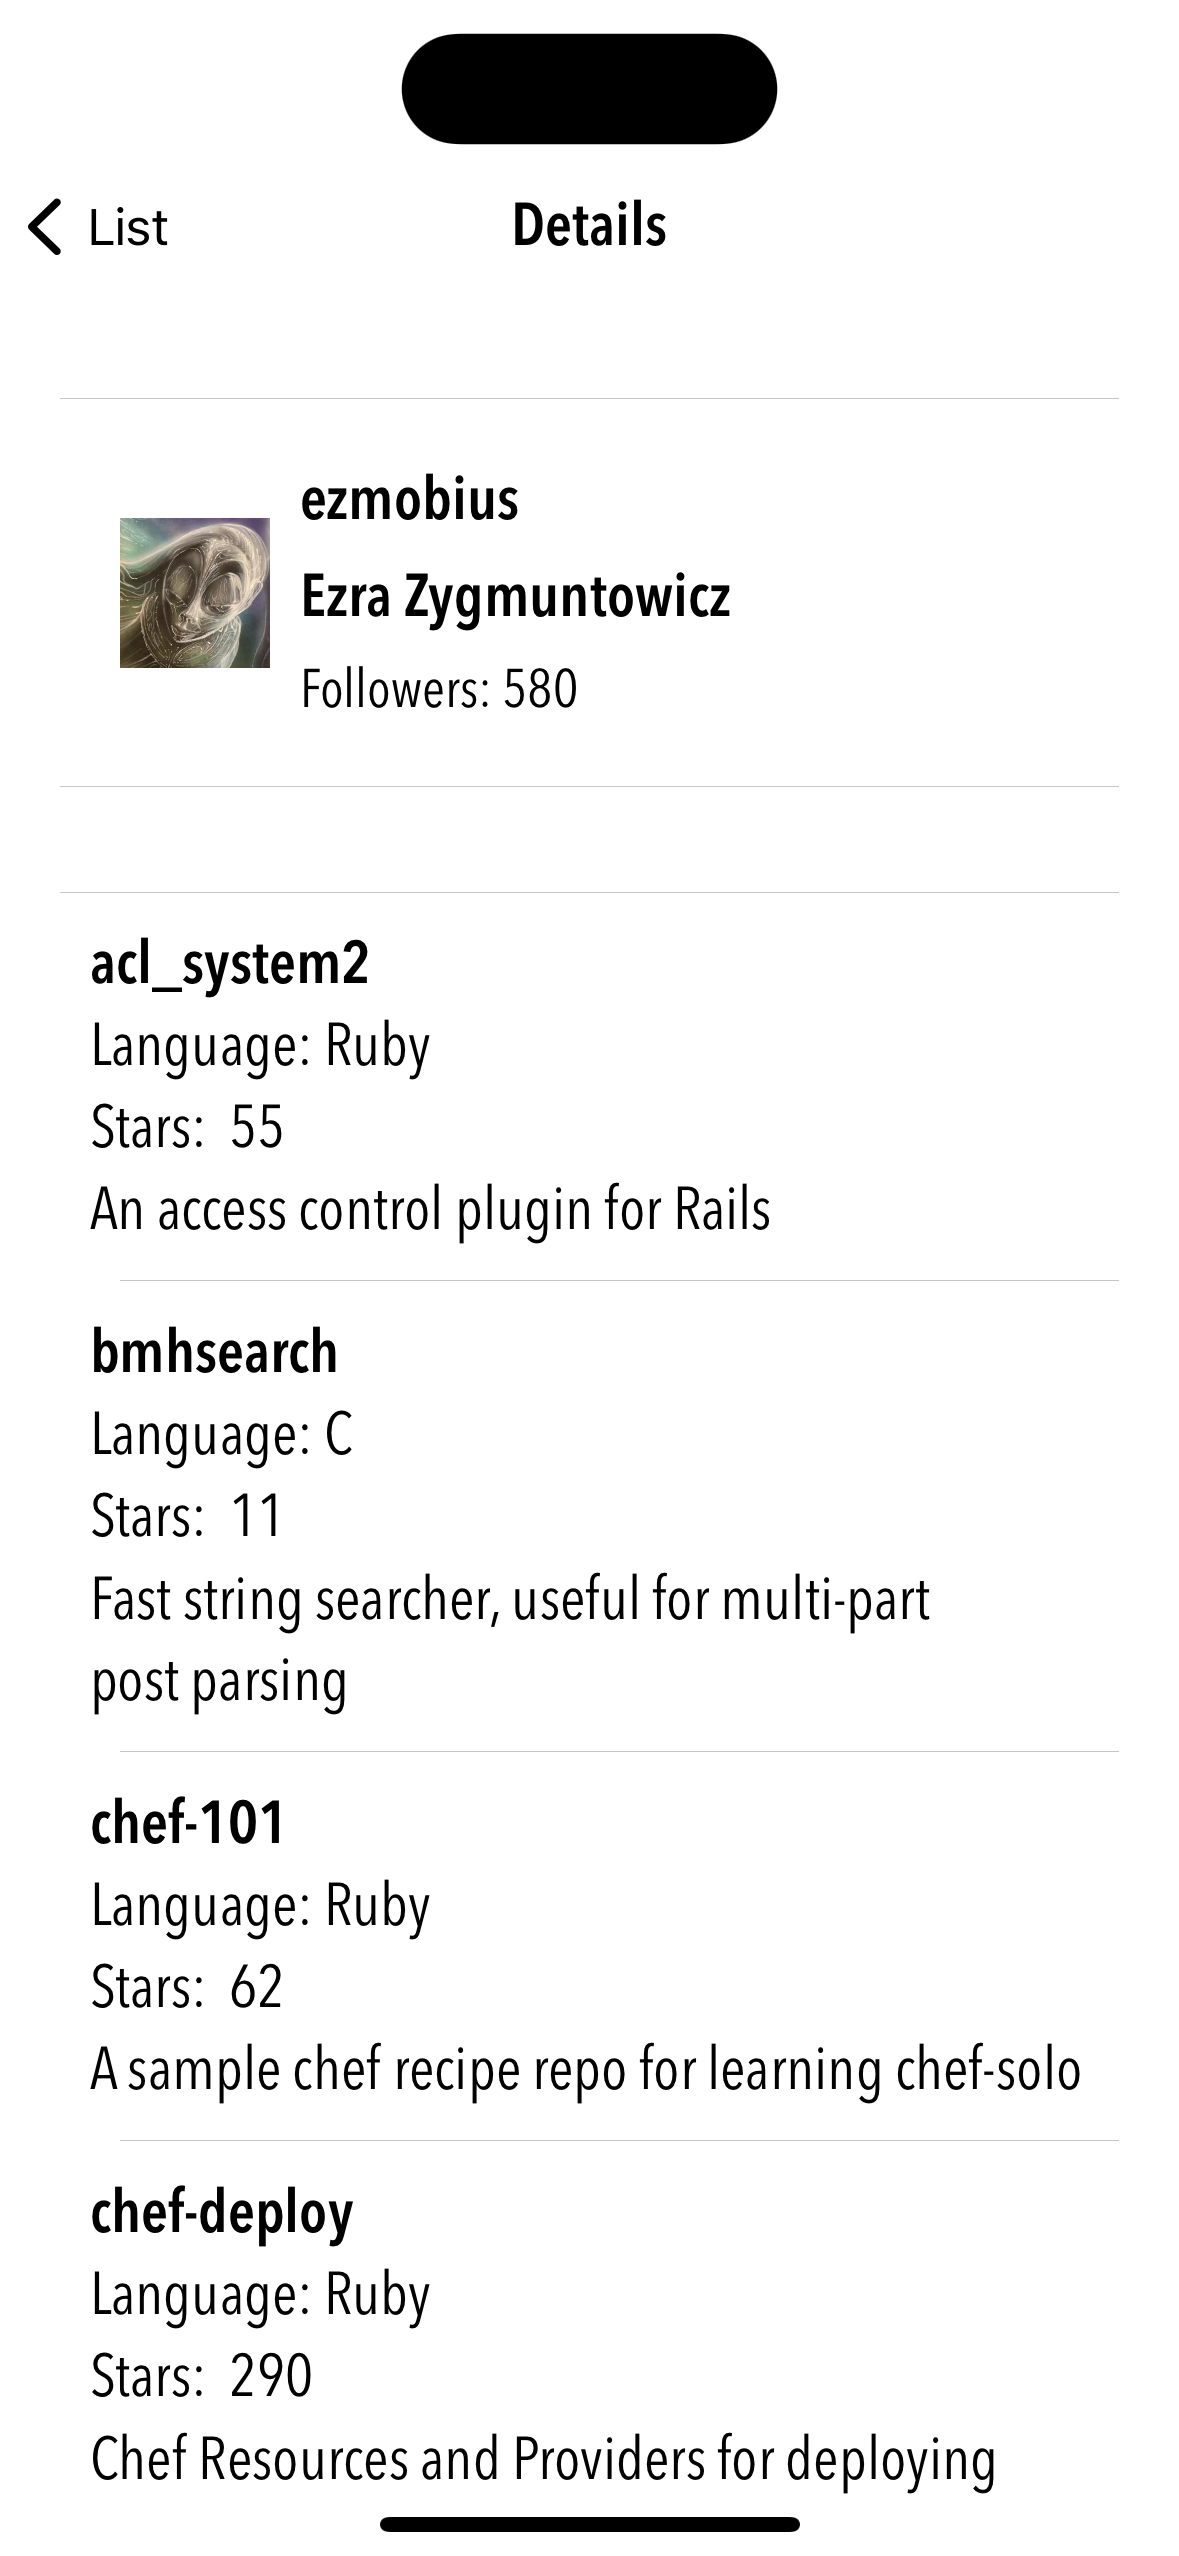 List
Details
ezmobius
Ezra Zygmuntowicz
Followers: 580
acl_system2
Language: Ruby
Stars:  55
An access control plugin for Rails
bmhsearch
Language: C
Stars:  11
Fast string searcher, useful for multi-part
post parsing
chef-101
Language: Ruby
Stars:  62
A sample chef recipe repo for learning chef-solo
chef-deploy
Language: Ruby
Stars:  290
Chef Resources and Providers for deploying